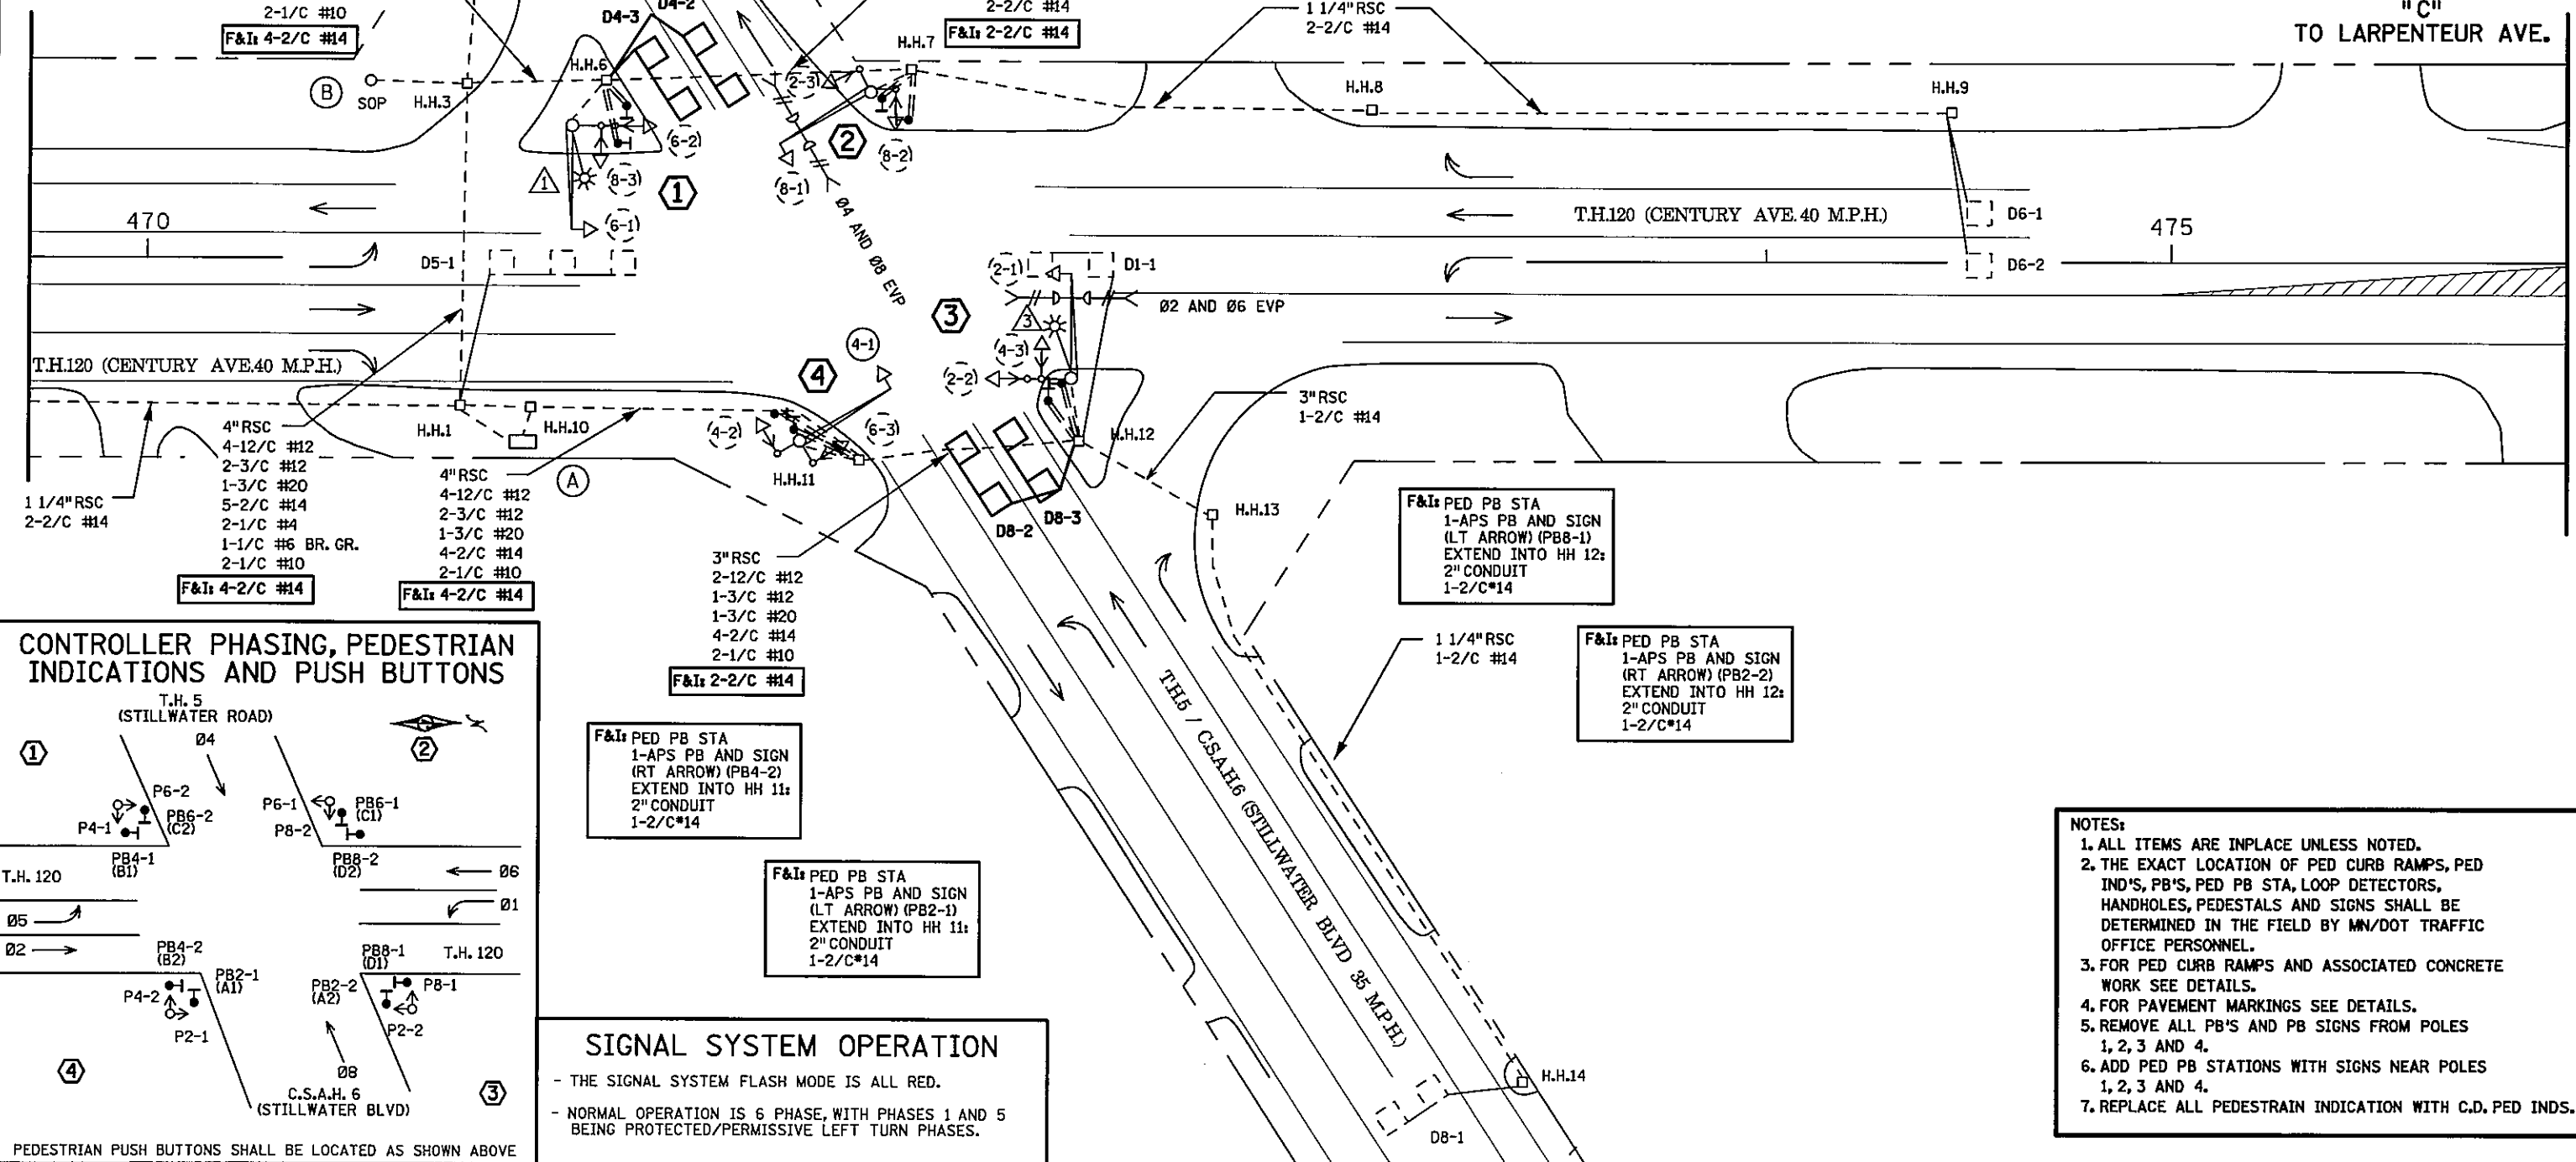 2-1/C #10
F&I: 4-2/C #14
D4-3
D4-2
2-2/C #14
F&I: 2-2/C #14
1 1/4" RSC
2-2/C #14
"C"
TO LARPENTEUR AVE.
B
SOP
H.H.3
H.H.6
H.H.7
H.H.8
H.H.9
(2-3)
(6-2)
(8-3)
(8-1)
(8-2)
(6-1)
1
1
2
Ø4 AND Ø8 EVP
470
475
T.H.120 (CENTURY AVE. 40 M.P.H.)
D6-1
D6-2
D5-1
(2-1)
D1-1
Ø2 AND Ø6 EVP
3
3
(4-3)
(2-2)
(4-1)
4
T.H.120 (CENTURY AVE. 40 M.P.H.)
H.H.1
H.H.10
A
(4-2)
(6-3)
H.H.11
H.H.12
H.H.13
D8-2
D8-3
3" RSC
1-2/C #14
1 1/4" RSC
2-2/C #14
4" RSC
4-12/C #12
2-3/C #12
1-3/C #20
5-2/C #14
2-1/C #4
1-1/C #6 BR. GR.
2-1/C #10
F&I: 4-2/C #14
4" RSC
4-12/C #12
2-3/C #12
1-3/C #20
4-2/C #14
2-1/C #10
F&I: 4-2/C #14
3" RSC
2-12/C #12
1-3/C #12
1-3/C #20
4-2/C #14
2-1/C #10
F&I: 2-2/C #14
F&I: PED PB STA
1-APS PB AND SIGN
(LT ARROW) (PB8-1)
EXTEND INTO HH 12:
2" CONDUIT
1-2/C#14
1 1/4" RSC
1-2/C #14
F&I: PED PB STA
1-APS PB AND SIGN
(RT ARROW) (PB2-2)
EXTEND INTO HH 12:
2" CONDUIT
1-2/C#14
F&I: PED PB STA
1-APS PB AND SIGN
(RT ARROW) (PB4-2)
EXTEND INTO HH 11:
2" CONDUIT
1-2/C#14
F&I: PED PB STA
1-APS PB AND SIGN
(LT ARROW) (PB2-1)
EXTEND INTO HH 11:
2" CONDUIT
1-2/C#14
T.H.5 / C.S.A.H.6 (STILLWATER BLVD 35 M.P.H.)
H.H.14
D8-1
CONTROLLER PHASING, PEDESTRIAN
INDICATIONS AND PUSH BUTTONS
T.H. 5
(STILLWATER ROAD)
Ø4
1
2
P6-2
PB6-2
(C2)
P4-1
PB4-1
(B1)
P6-1
PB6-1
(C1)
P8-2
PB8-2
(D2)
T.H. 120
Ø6
Ø1
Ø5
Ø2
PB4-2
(B2)
PB2-1
(A1)
P4-2
P2-1
PB8-1
(D1)
T.H. 120
PB2-2
(A2)
P8-1
P2-2
4
Ø8
3
C.S.A.H. 6
(STILLWATER BLVD)
PEDESTRIAN PUSH BUTTONS SHALL BE LOCATED AS SHOWN ABOVE
SIGNAL SYSTEM OPERATION
- THE SIGNAL SYSTEM FLASH MODE IS ALL RED.
- NORMAL OPERATION IS 6 PHASE, WITH PHASES 1 AND 5
BEING PROTECTED/PERMISSIVE LEFT TURN PHASES.
NOTES:
1. ALL ITEMS ARE INPLACE UNLESS NOTED.
2. THE EXACT LOCATION OF PED CURB RAMPS, PED
IND'S, PB'S, PED PB STA, LOOP DETECTORS,
HANDHOLES, PEDESTALS AND SIGNS SHALL BE
DETERMINED IN THE FIELD BY MN/DOT TRAFFIC
OFFICE PERSONNEL.
3. FOR PED CURB RAMPS AND ASSOCIATED CONCRETE
WORK SEE DETAILS.
4. FOR PAVEMENT MARKINGS SEE DETAILS.
5. REMOVE ALL PB'S AND PB SIGNS FROM POLES
1, 2, 3 AND 4.
6. ADD PED PB STATIONS WITH SIGNS NEAR POLES
1, 2, 3 AND 4.
7. REPLACE ALL PEDESTRAIN INDICATION WITH C.D. PED INDS.